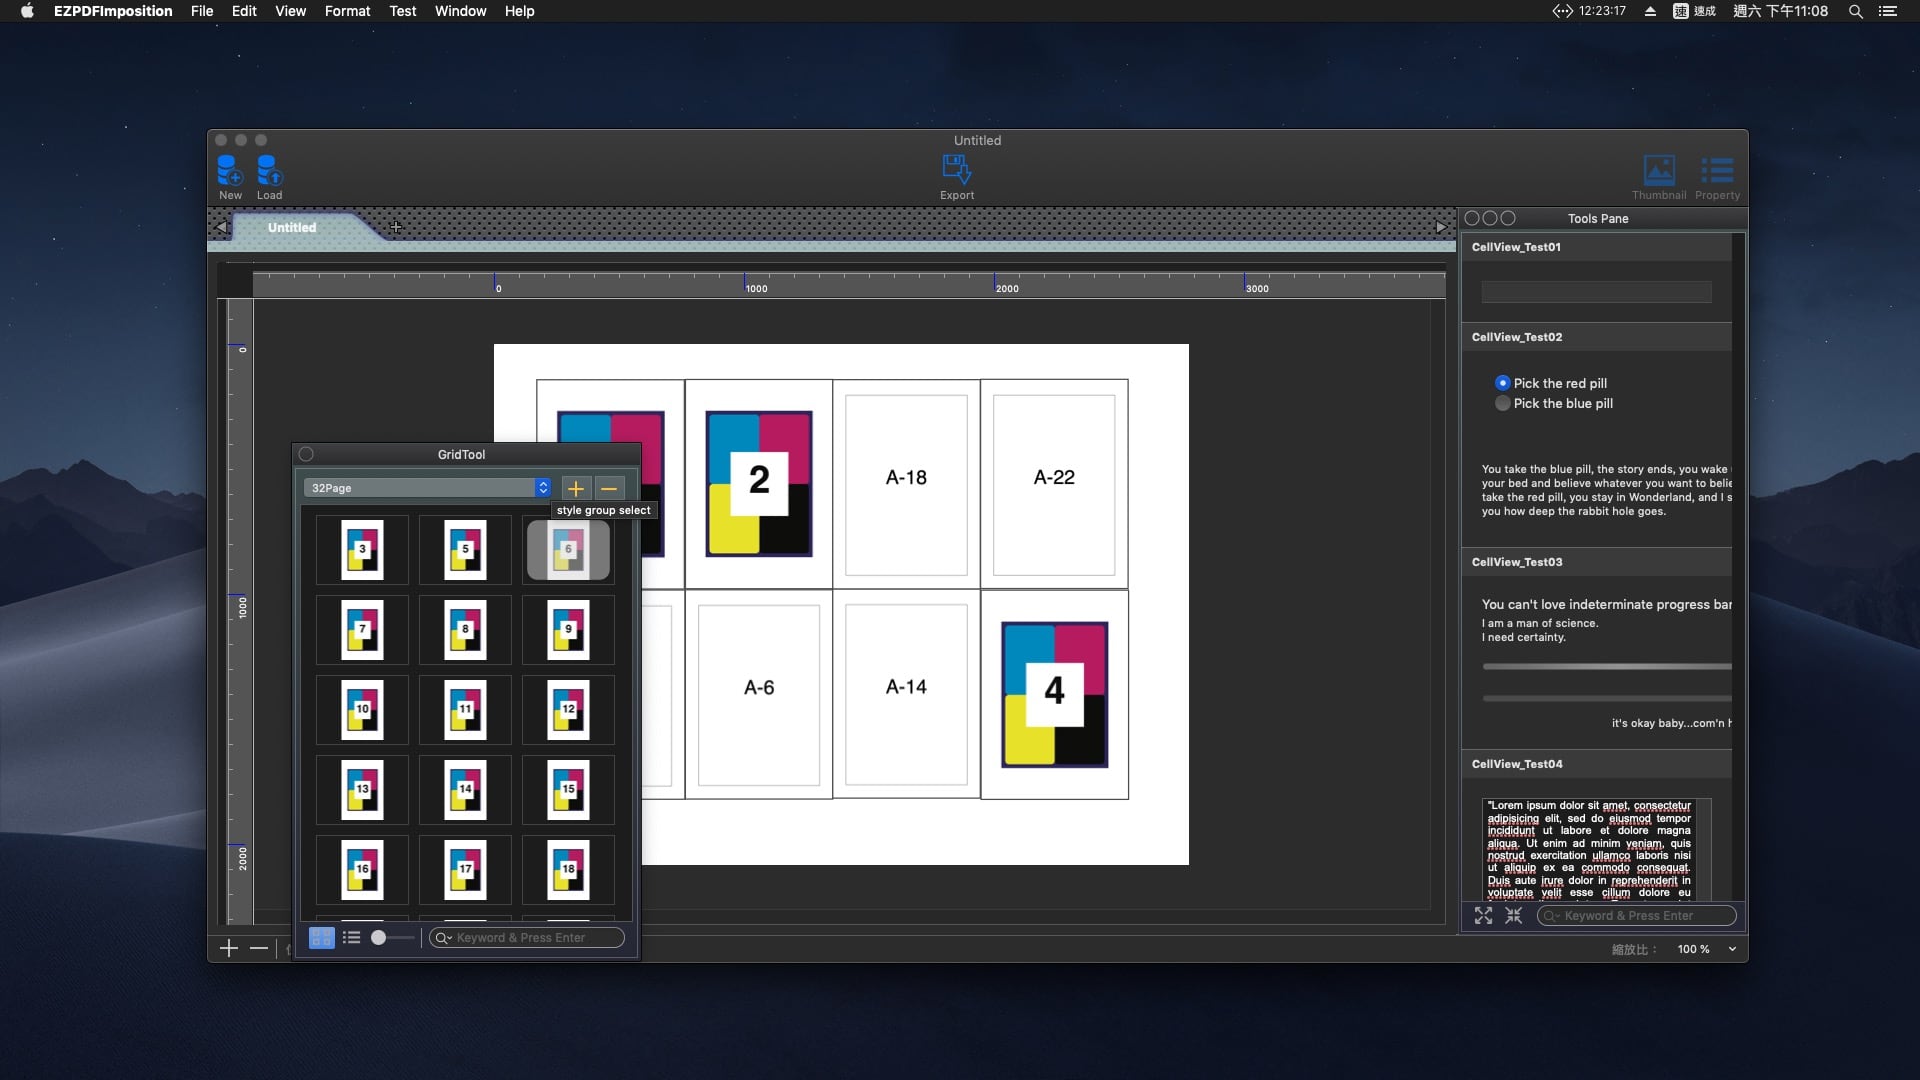 EZPDFImposition File Edit View Format Test Window Help
12:23:17 速 速成 週六 下午11:08
Untitled
New Load
Export
Thumbnail Property
Untitled
Tools Pane
0 1000 2000 3000
0
1000
2000
2
A-18
A-22
A-6
A-14
4
GridTool
32Page
style group select
3 5 6
7 8 9
10 11 12
13 14 15
16 17 18
Keyword & Press Enter
CellView_Test01
CellView_Test02
Pick the red pill
Pick the blue pill
You take the blue pill, the story ends, you wake
your bed and believe whatever you want to belie
take the red pill, you stay in Wonderland, and I s
you how deep the rabbit hole goes.
CellView_Test03
You can't love indeterminate progress bar
I am a man of science.
I need certainty.
it's okay baby...com'n h
CellView_Test04
"Lorem ipsum dolor sit amet, consectetur
adipisicing elit, sed do eiusmod tempor
incididunt ut labore et dolore magna
aliqua. Ut enim ad minim veniam, quis
nostrud exercitation ullamco laboris nisi
ut aliquip ex ea commodo consequat.
Duis aute irure dolor in reprehenderit in
voluptate velit esse cillum dolore eu
Keyword & Press Enter
縮放比： 100 %